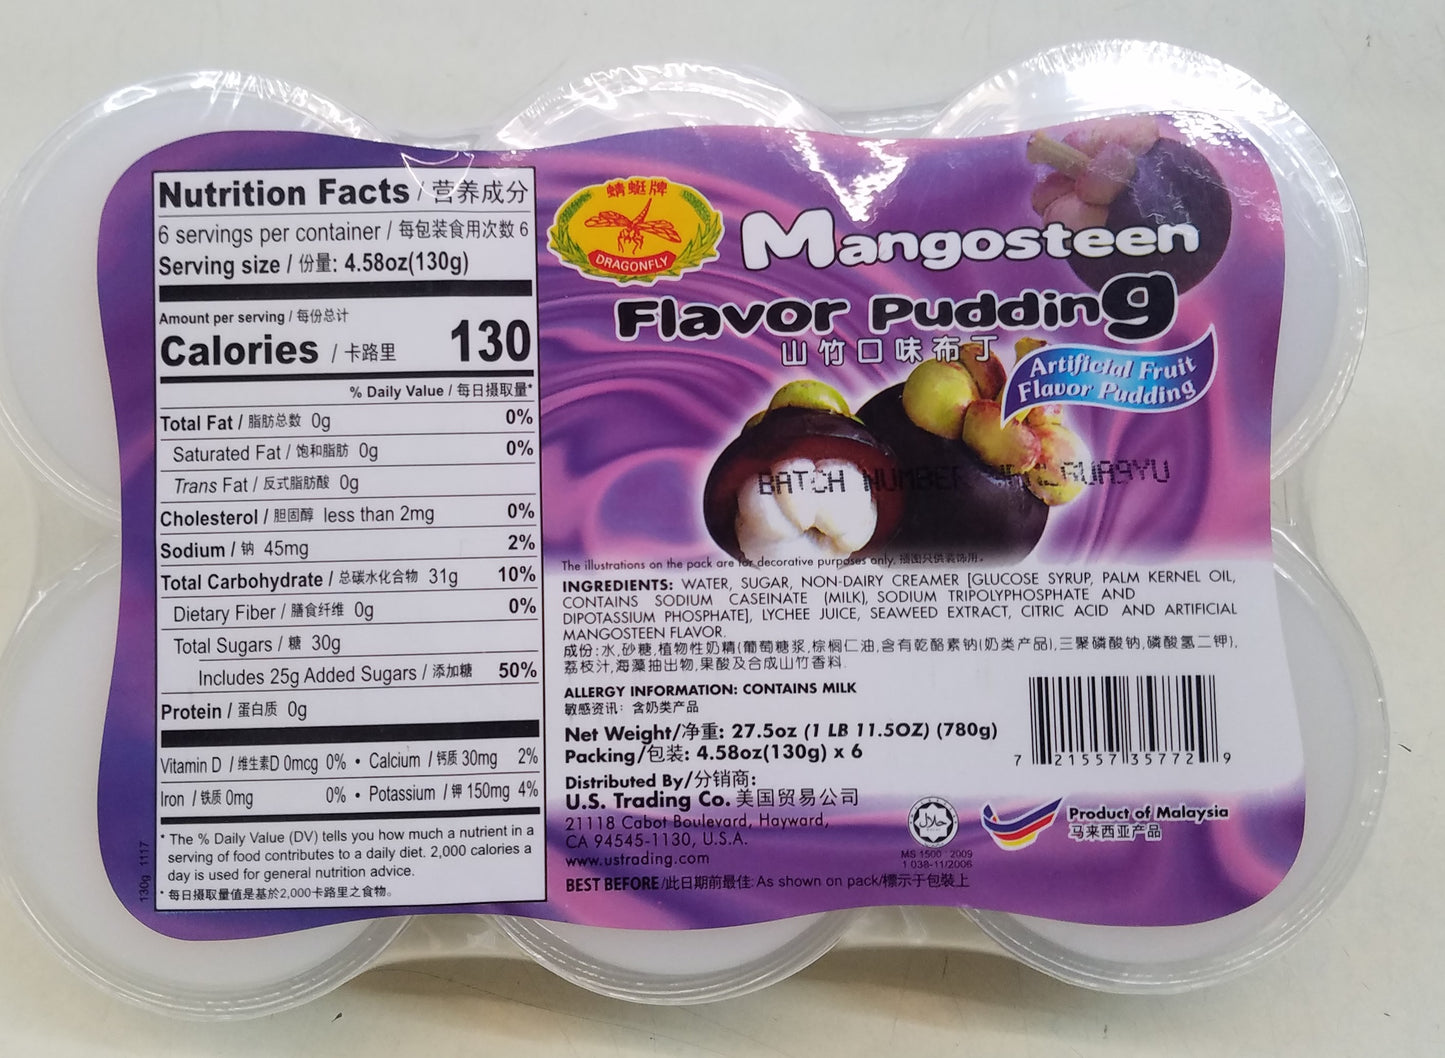 Nutrition Facts / 营养成分
6 servings per container / 每包装食用次数 6
Serving size / 份量: 4.58oz(130g)
Amount per serving / 每份总计
Calories / 卡路里 130
% Daily Value / 每日摄取量*
Total Fat / 脂肪总数 0g 0%
Saturated Fat / 饱和脂肪 0g 0%
Trans Fat / 反式脂肪酸 0g
Cholesterol / 胆固醇 less than 2mg 0%
Sodium / 钠 45mg 2%
Total Carbohydrate / 总碳水化合物 31g 10%
Dietary Fiber / 膳食纤维 0g 0%
Total Sugars / 糖 30g
Includes 25g Added Sugars / 添加糖 50%
Protein / 蛋白质 0g
Vitamin D / 维生素D 0mcg 0% • Calcium / 钙质 30mg 2%
Iron / 铁质 0mg 0% • Potassium / 钾 150mg 4%
* The % Daily Value (DV) tells you how much a nutrient in a
serving of food contributes to a daily diet. 2,000 calories a
day is used for general nutrition advice.
* 每日摄取量值是基於2,000卡路里之食物。
130g 1117
蜻蜓牌
DRAGONFLY
Mangosteen
Flavor Pudding
山竹口味布丁
Artificial Fruit
Flavor Pudding
BATCH NUMBER
The illustrations on the pack are for decorative purposes only. 插图只供装饰用.
INGREDIENTS: WATER, SUGAR, NON-DAIRY CREAMER [GLUCOSE SYRUP, PALM KERNEL OIL,
CONTAINS SODIUM CASEINATE (MILK), SODIUM TRIPOLYPHOSPHATE AND
DIPOTASSIUM PHOSPHATE], LYCHEE JUICE, SEAWEED EXTRACT, CITRIC ACID AND ARTIFICIAL
MANGOSTEEN FLAVOR.
成份:水,砂糖,植物性奶精(葡萄糖浆,棕榈仁油,含有乾酪素钠(奶类产品),三聚磷酸钠,磷酸氢二钾),
荔枝汁,海藻抽出物,果酸及合成山竹香料.
ALLERGY INFORMATION: CONTAINS MILK
敏感资讯: 含奶类产品
Net Weight/净重: 27.5oz (1 LB 11.5OZ) (780g)
Packing/包装: 4.58oz(130g) x 6
Distributed By/分销商:
U.S. Trading Co. 美国贸易公司
21118 Cabot Boulevard, Hayward,
CA 94545-1130, U.S.A.
www.ustrading.com
BEST BEFORE/此日期前最佳: As shown on pack/標示于包裝上
7 21557 35772 9
حلال
MS 1500 : 2009
1 038-11/2006
Product of Malaysia
马来西亚产品